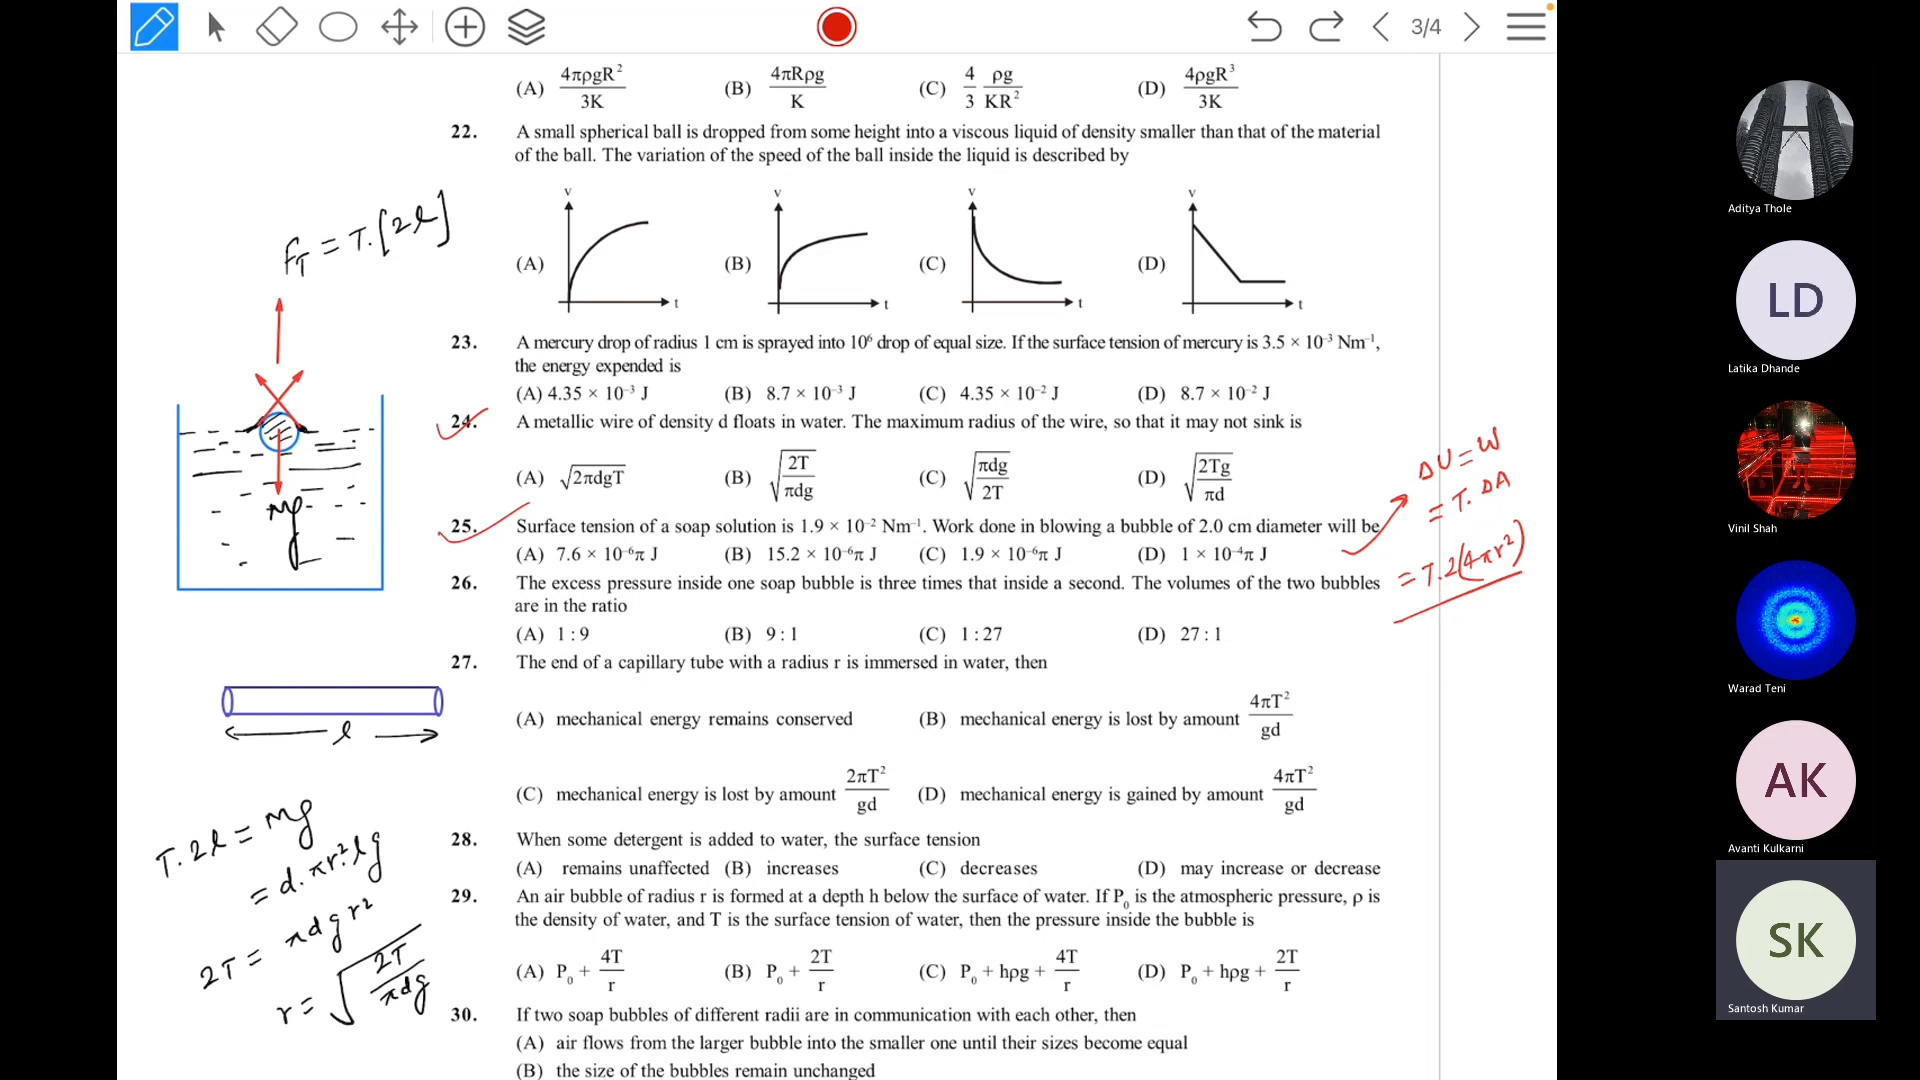 3/4
(A) 4πρgR² / 3K (B) 4πRρg / K (C) 4/3 ρg / KR² (D) 4ρgR³ / 3K
22. A small spherical ball is dropped from some height into a viscous liquid of density smaller than that of the material
of the ball. The variation of the speed of the ball inside the liquid is described by
(A) v t (B) v t (C) v t (D) v t
23. A mercury drop of radius 1 cm is sprayed into 10⁶ drop of equal size. If the surface tension of mercury is 3.5 × 10⁻³ Nm⁻¹,
the energy expended is
(A) 4.35 × 10⁻³ J (B) 8.7 × 10⁻³ J (C) 4.35 × 10⁻² J (D) 8.7 × 10⁻² J
24. A metallic wire of density d floats in water. The maximum radius of the wire, so that it may not sink is
(A) √2πdgT (B) √(2T / πdg) (C) √(πdg / 2T) (D) √(2Tg / πd)
25. Surface tension of a soap solution is 1.9 × 10⁻² Nm⁻¹. Work done in blowing a bubble of 2.0 cm diameter will be
(A) 7.6 × 10⁻⁶π J (B) 15.2 × 10⁻⁶π J (C) 1.9 × 10⁻⁶π J (D) 1 × 10⁻⁴π J
26. The excess pressure inside one soap bubble is three times that inside a second. The volumes of the two bubbles
are in the ratio
(A) 1 : 9 (B) 9 : 1 (C) 1 : 27 (D) 27 : 1
27. The end of a capillary tube with a radius r is immersed in water, then
(A) mechanical energy remains conserved (B) mechanical energy is lost by amount 4πT² / gd
(C) mechanical energy is lost by amount 2πT² / gd (D) mechanical energy is gained by amount 4πT² / gd
28. When some detergent is added to water, the surface tension
(A) remains unaffected (B) increases (C) decreases (D) may increase or decrease
29. An air bubble of radius r is formed at a depth h below the surface of water. If P₀ is the atmospheric pressure, ρ is
the density of water, and T is the surface tension of water, then the pressure inside the bubble is
(A) P₀ + 4T / r (B) P₀ + 2T / r (C) P₀ + hρg + 4T / r (D) P₀ + hρg + 2T / r
30. If two soap bubbles of different radii are in communication with each other, then
(A) air flows from the larger bubble into the smaller one until their sizes become equal
(B) the size of the bubbles remain unchanged
F_T = T.[2l]
mg
l
T.2l = mg
= d.πr².lg
2T = πdgr²
r = √(2T / πdg)
ΔU = W
= T.ΔA
= T.2(4πr²)
Aditya Thole
LD
Latika Dhande
Vinil Shah
Warad Teni
AK
Avanti Kulkarni
SK
Santosh Kumar